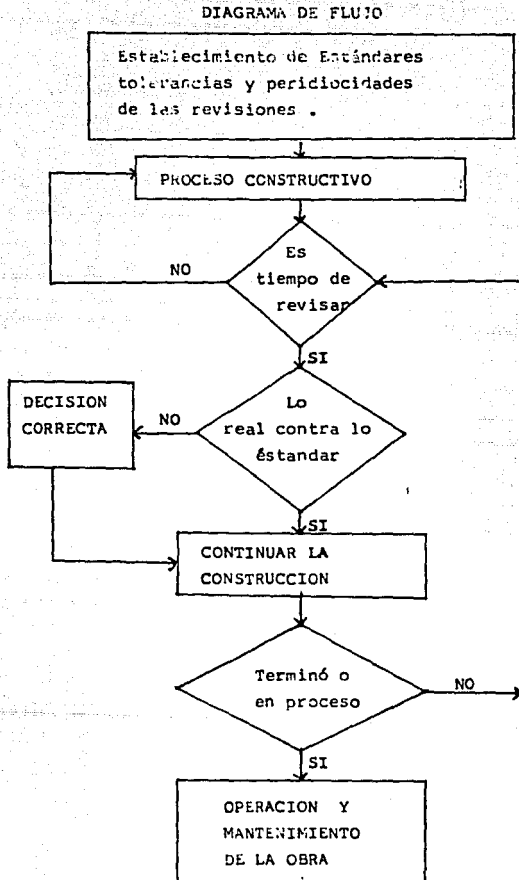 DIAGRAMA DE FLUJO
Establecimiento de Estándares
tolerancias y peridiocidades
de las revisiones .
PROCESO CONSTRUCTIVO
Es
tiempo de
revisar
NO
SI
Lo
real contra lo
éstandar
NO
DECISION
CORRECTA
SI
CONTINUAR LA
CONSTRUCCION
Terminó o
en proceso
NO
SI
OPERACION Y
MANTENIMIENTO
DE LA OBRA